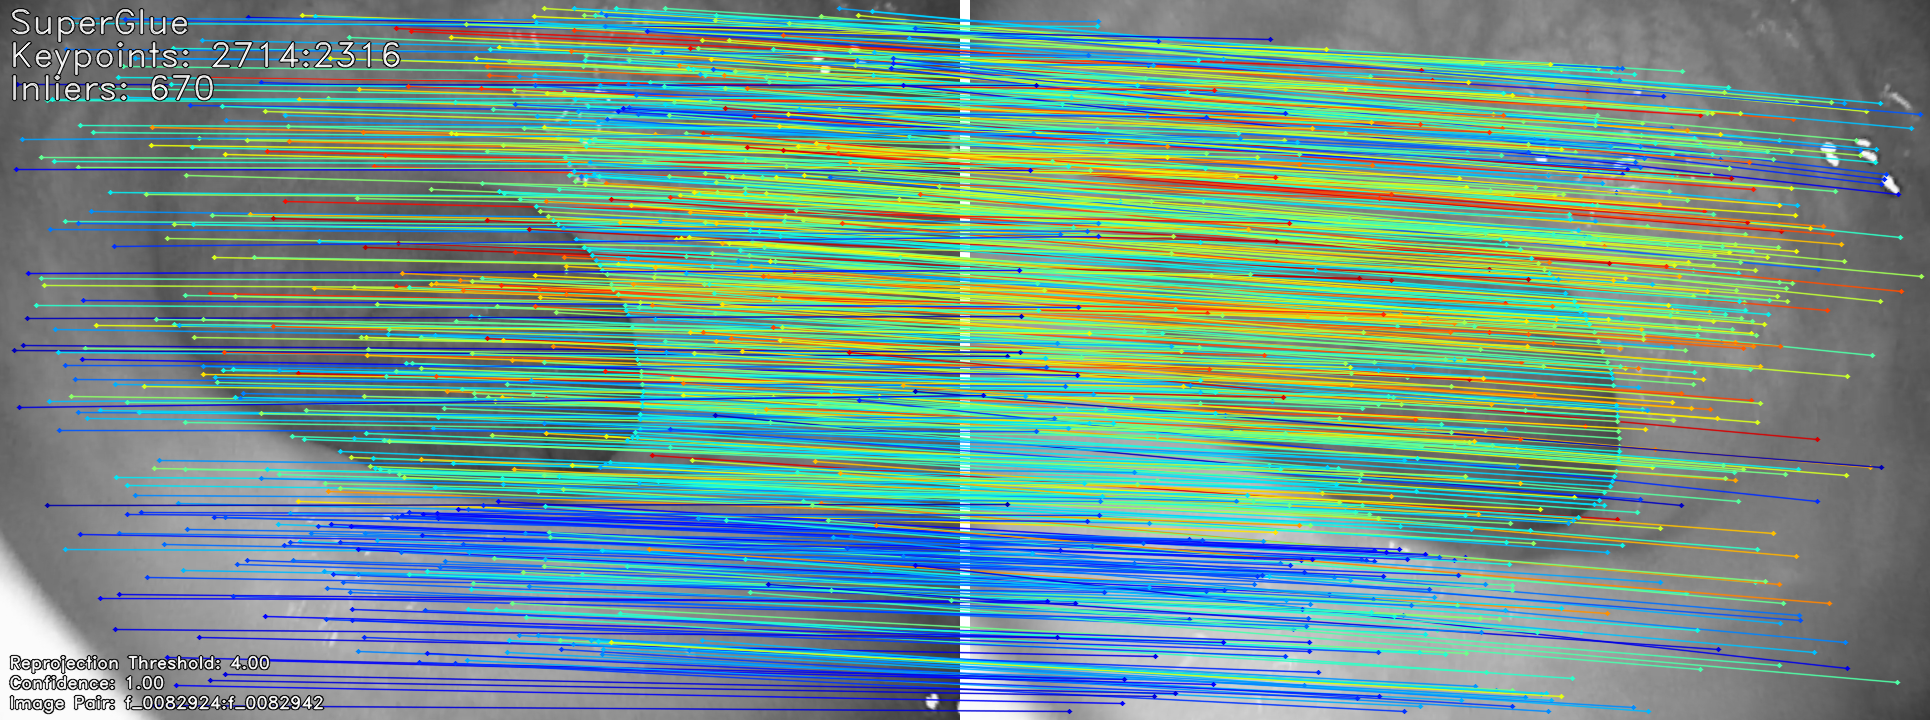 SuperGlue
Keypoints: 2714:2316
Inliers: 670
Reprojection Threshold: 4.00
Confidence: 1.00
Image Pair: f_0082924:f_0082942